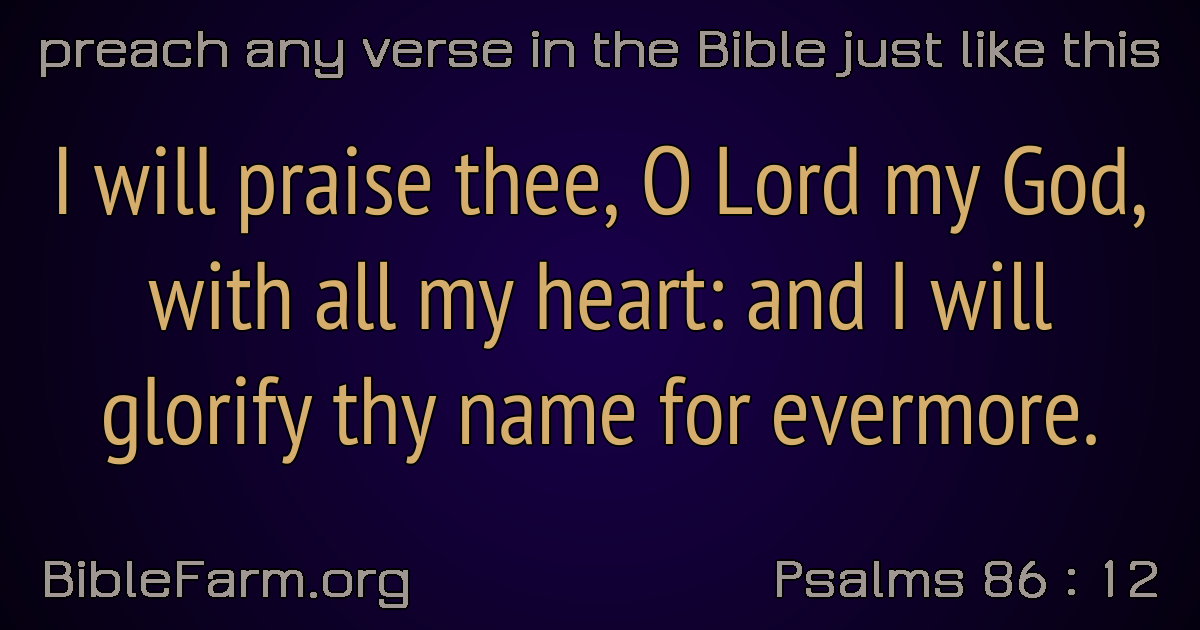 preach any verse in the Bible just like this
I will praise thee, O Lord my God,
with all my heart: and I will
glorify thy name for evermore.
BibleFarm.org
Psalms 86 : 12